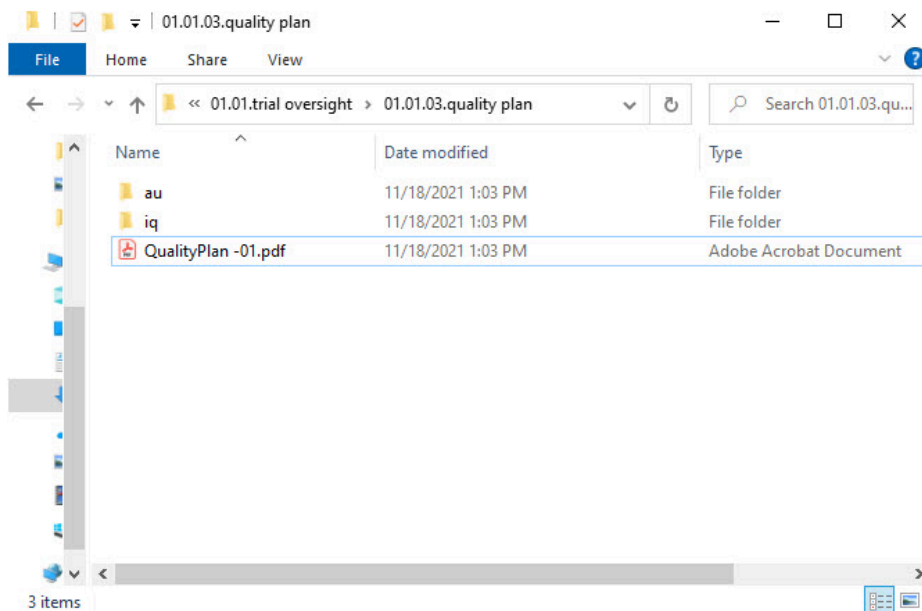 01.01.03.quality plan
File Home Share View ?
« 01.01.trial oversight > 01.01.03.quality plan Search 01.01.03.qu...
Name Date modified Type
au 11/18/2021 1:03 PM File folder
iq 11/18/2021 1:03 PM File folder
QualityPlan -01.pdf 11/18/2021 1:03 PM Adobe Acrobat Document
3 items